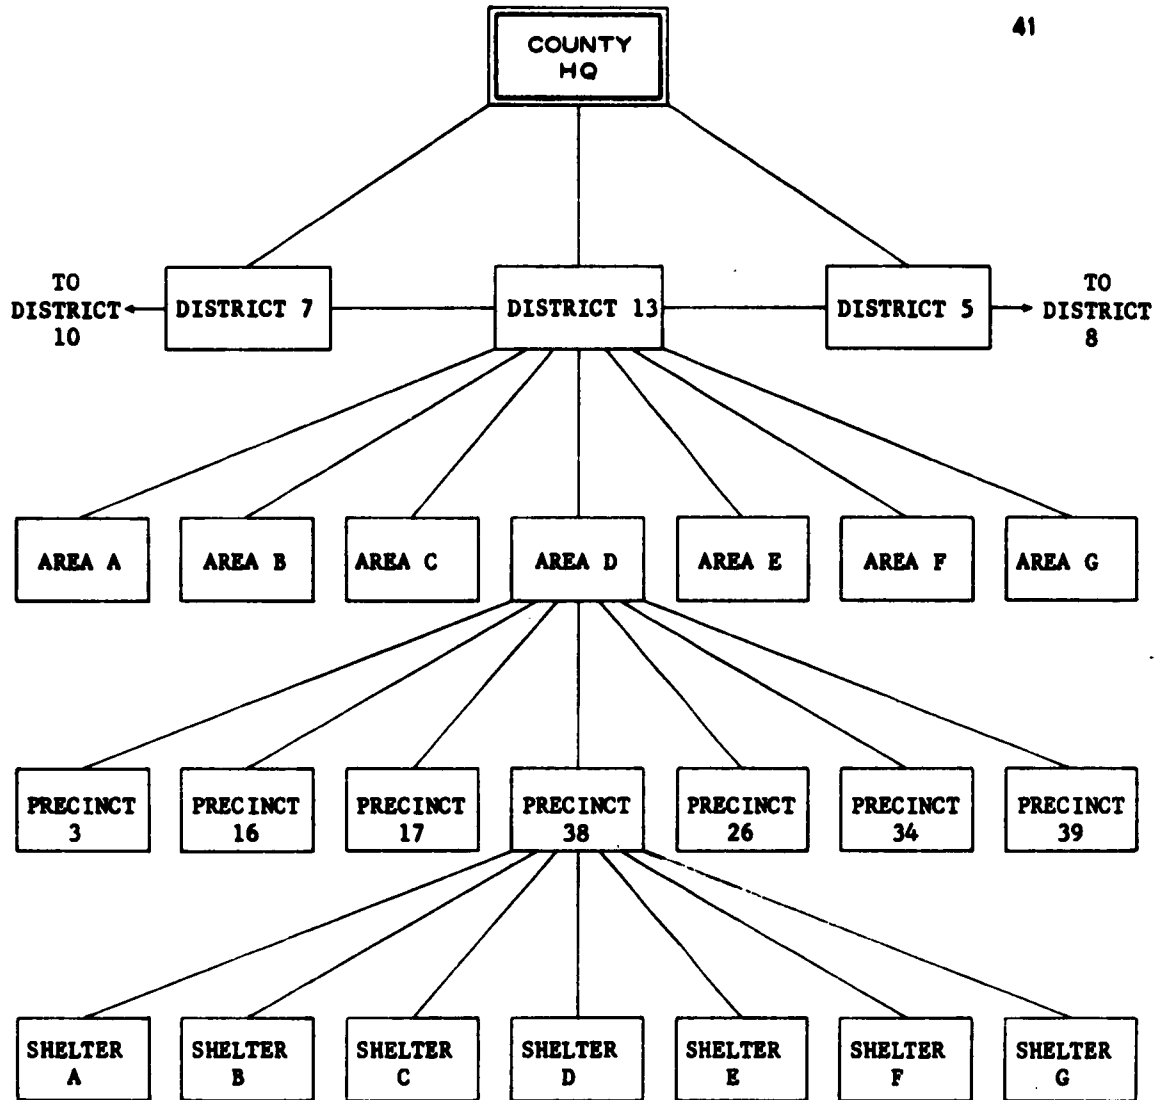 41
COUNTY
HQ
TO
DISTRICT
10
DISTRICT 7
DISTRICT 13
DISTRICT 5
TO
DISTRICT
8
AREA A
AREA B
AREA C
AREA D
AREA E
AREA F
AREA G
PRECINCT
3
PRECINCT
16
PRECINCT
17
PRECINCT
38
PRECINCT
26
PRECINCT
34
PRECINCT
39
SHELTER
A
SHELTER
B
SHELTER
C
SHELTER
D
SHELTER
E
SHELTER
F
SHELTER
G